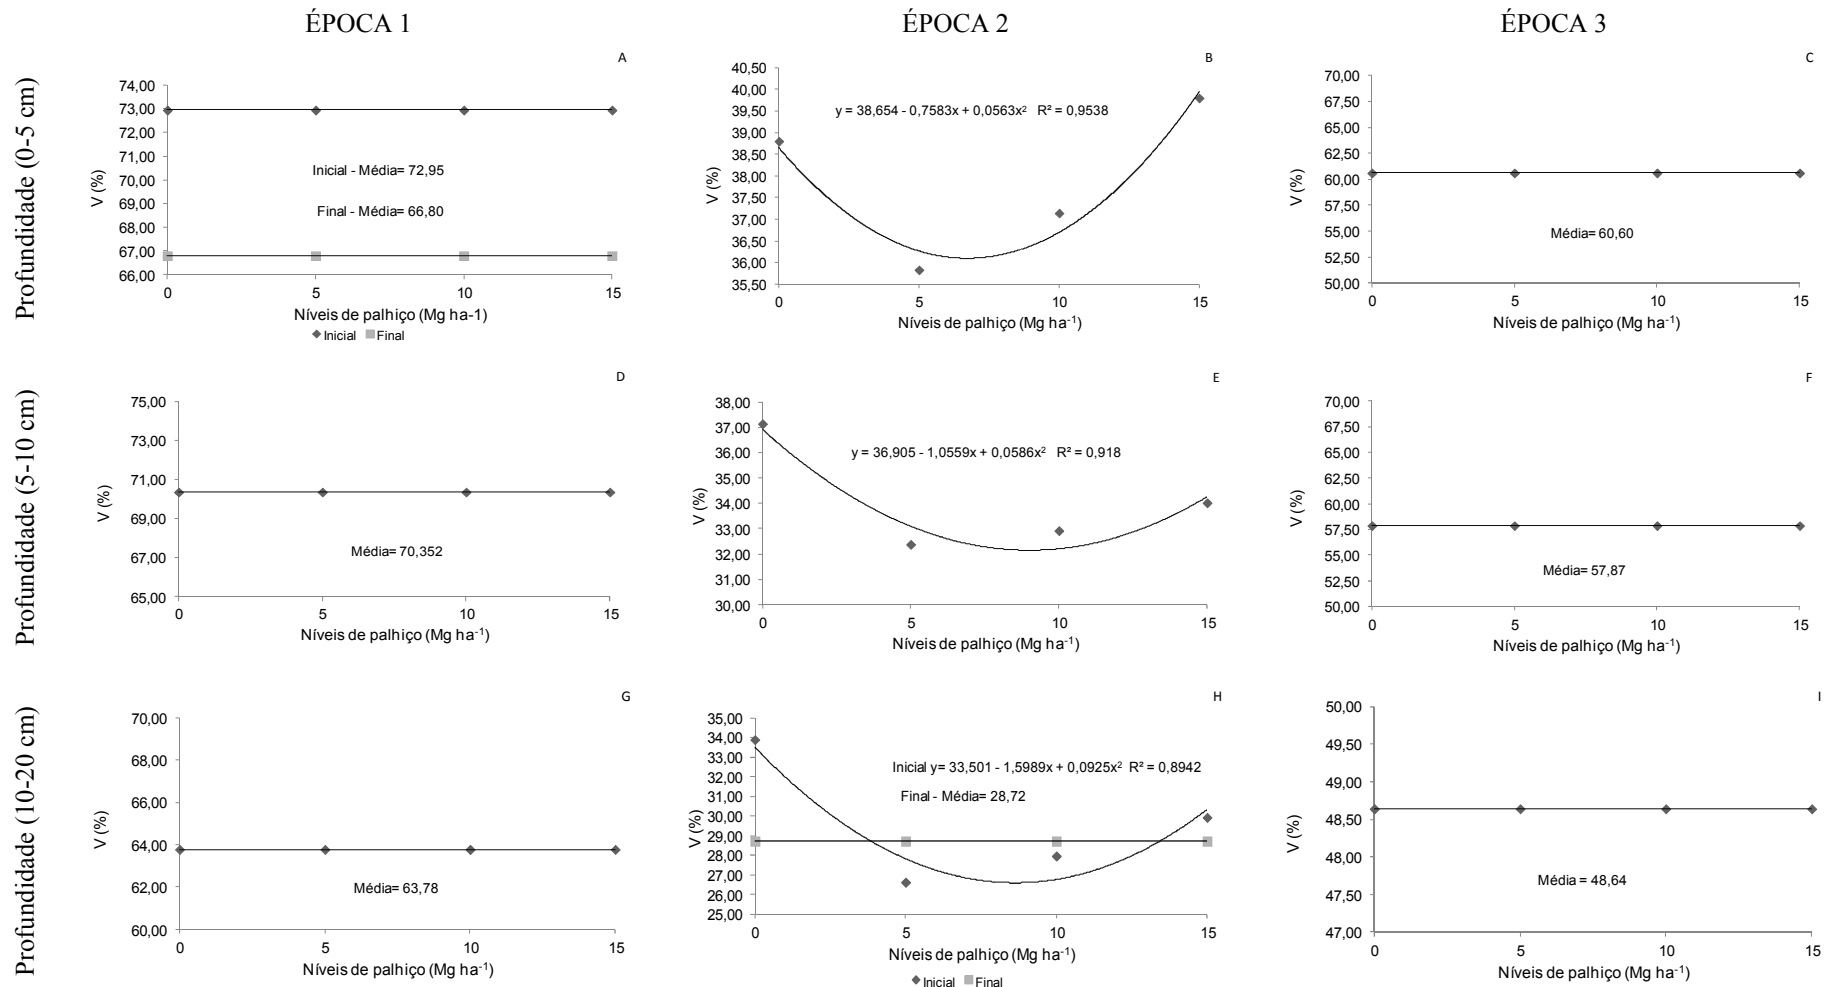 ÉPOCA 1
ÉPOCA 2
ÉPOCA 3
Profundidade (0-5 cm)
A
74,00
73,00
72,00
71,00
70,00
69,00
68,00
67,00
66,00
V (%)
Inicial - Média= 72,95
Final - Média= 66,80
0
5
10
15
Níveis de palhiço (Mg ha-1)
Inicial Final
B
40,50
40,00
39,50
39,00
38,50
38,00
37,50
37,00
36,50
36,00
35,50
V (%)
y = 38,654 - 0,7583x + 0,0563x² R² = 0,9538
0
5
10
15
Níveis de palhiço (Mg ha⁻¹)
C
70,00
67,50
65,00
62,50
60,00
57,50
55,00
52,50
50,00
V (%)
Média= 60,60
0
5
10
15
Níveis de palhiço (Mg ha⁻¹)
Profundidade (5-10 cm)
D
75,00
73,00
71,00
69,00
67,00
65,00
V (%)
Média= 70,352
0
5
10
15
Níveis de palhiço (Mg ha⁻¹)
E
38,00
37,00
36,00
35,00
34,00
33,00
32,00
31,00
30,00
V (%)
y = 36,905 - 1,0559x + 0,0586x² R² = 0,918
0
5
10
15
Níveis de palhiço (Mg ha⁻¹)
F
70,00
67,50
65,00
62,50
60,00
57,50
55,00
52,50
50,00
V (%)
Média= 57,87
0
5
10
15
Níveis de palhiço (Mg ha⁻¹)
Profundidade (10-20 cm)
G
70,00
68,00
66,00
64,00
62,00
60,00
V (%)
Média= 63,78
0
5
10
15
Níveis de palhiço (Mg ha⁻¹)
H
35,00
34,00
33,00
32,00
31,00
30,00
29,00
28,00
27,00
26,00
25,00
V (%)
Inicial y= 33,501 - 1,5989x + 0,0925x² R² = 0,8942
Final - Média= 28,72
0
5
10
15
Níveis de palhiço (Mg ha⁻¹)
Inicial Final
I
50,00
49,50
49,00
48,50
48,00
47,50
47,00
V (%)
Média = 48,64
0
5
10
15
Níveis de palhiço (Mg ha⁻¹)